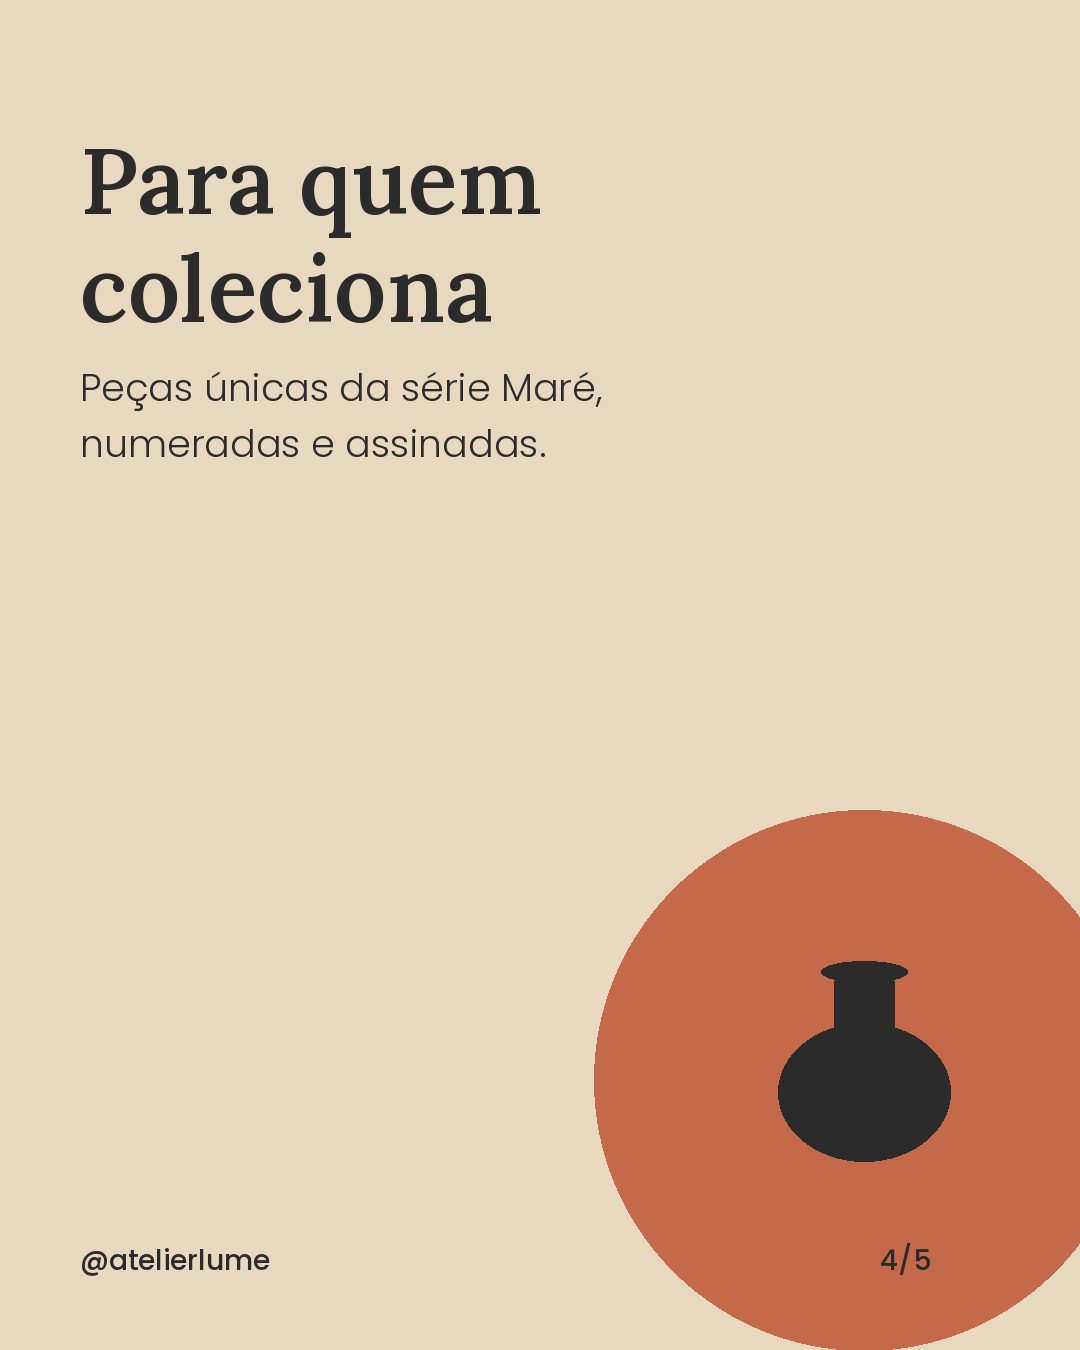 Para quem
coleciona
Peças únicas da série Maré,
numeradas e assinadas.
@atelierlume
4/5